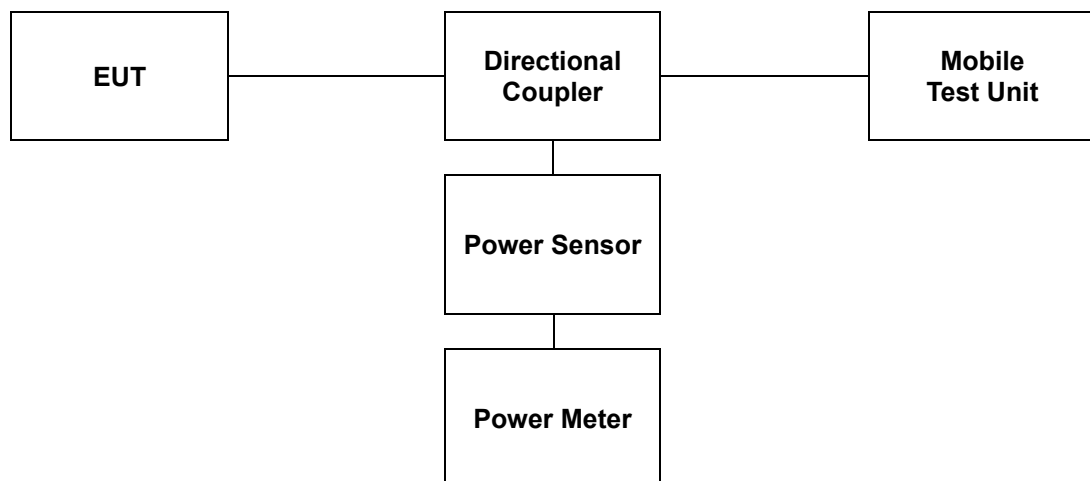 EUT
Directional
Coupler
Mobile
Test Unit
Power Sensor
Power Meter